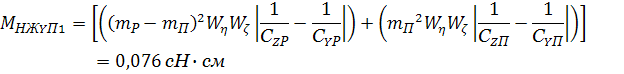 M_{НЖYП1} = [((m_P − m_П)² W_η W_ζ |1/C_{ZP} − 1/C_{YP}|) + (m_П² W_η W_ζ |1/C_{ZП} − 1/C_{YП}|)]
= 0,076 сН · см